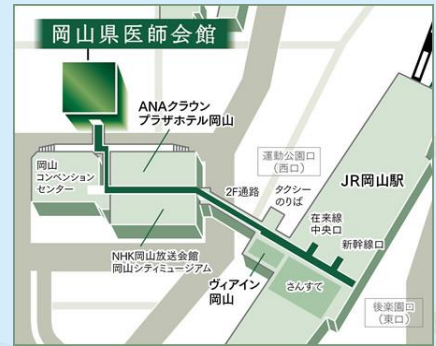 岡山県医師会館
ANAクラウン
プラザホテル岡山
岡山
コンベンション
センター
運動公園口
(西口)
JR岡山駅
2F通路
タクシー
のりば
在来線
中央口
新幹線口
NHK岡山放送会館
岡山シティミュージアム
ヴィアイン
岡山
さんすて
後楽園口
(東口)